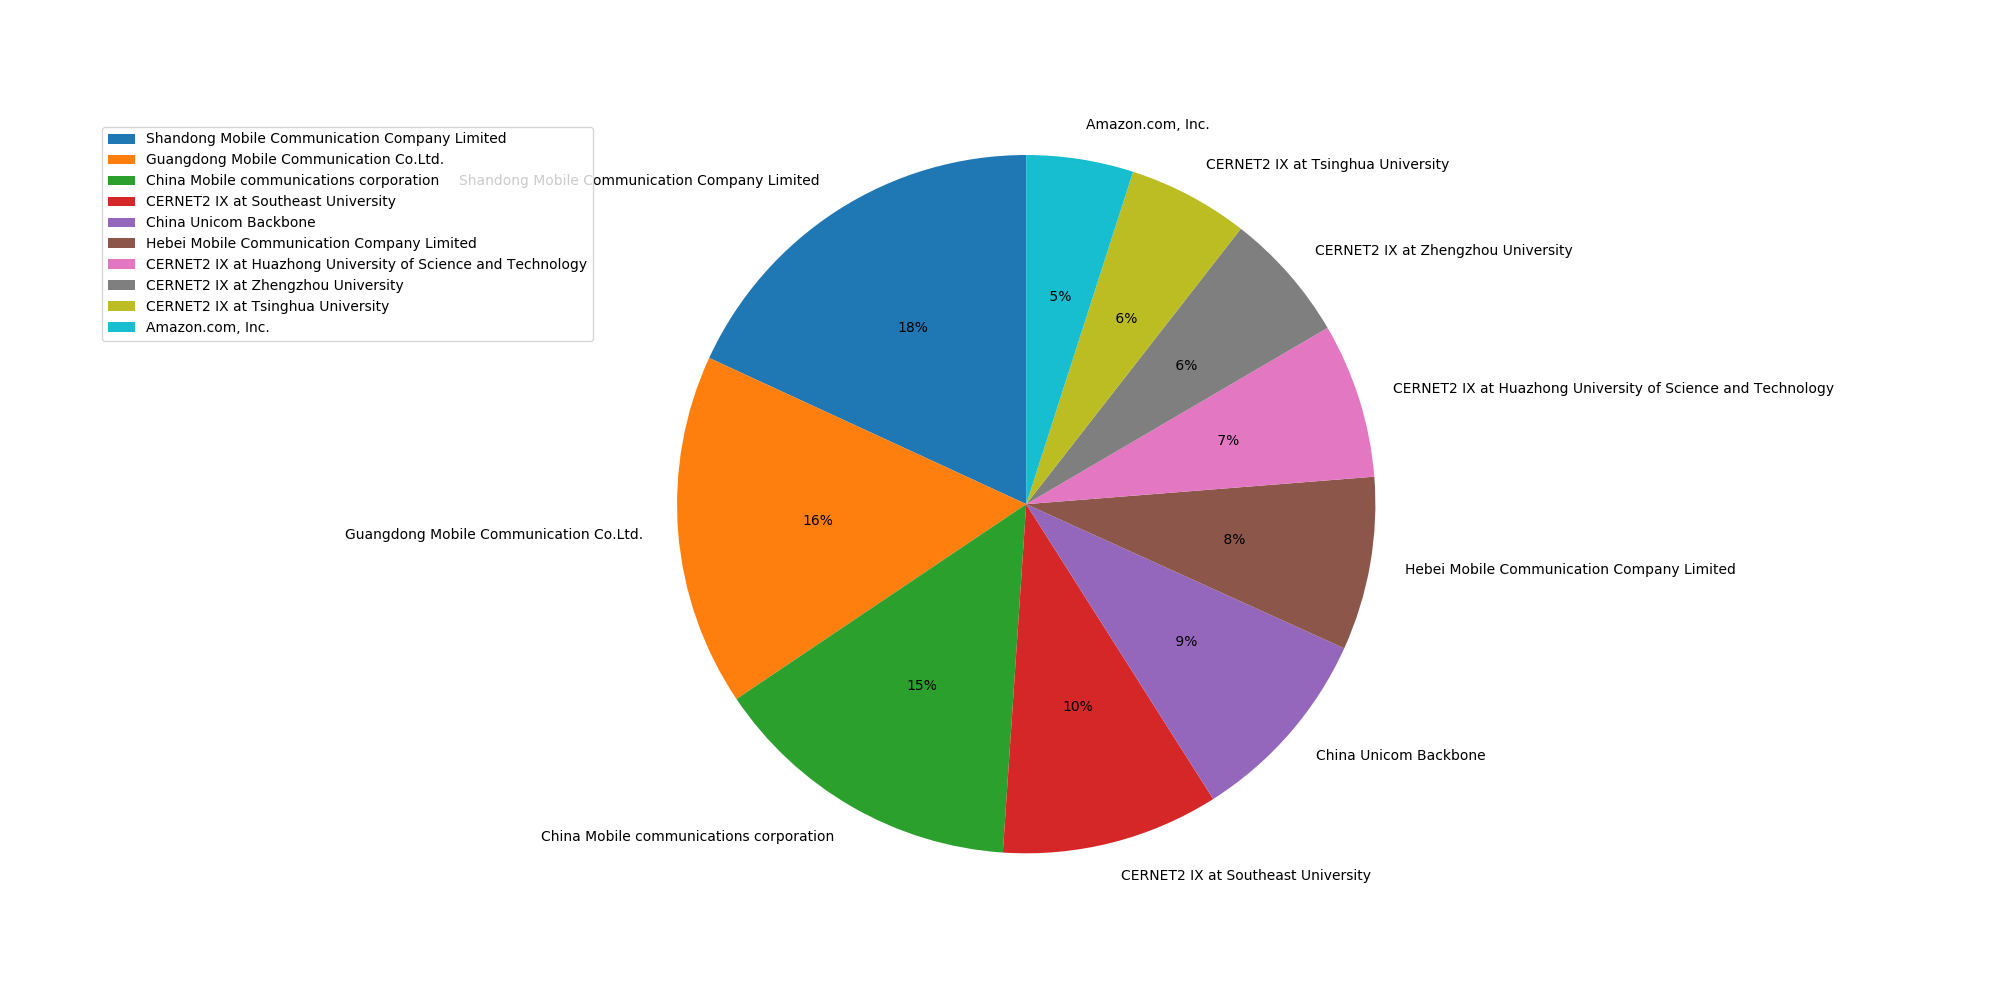 Amazon.com, Inc.
Shandong Mobile Communication Company Limited
Guangdong Mobile Communication Co.Ltd.
China Mobile communications corporation
CERNET2 IX at Southeast University
China Unicom Backbone
Hebei Mobile Communication Company Limited
CERNET2 IX at Huazhong University of Science and Technology
CERNET2 IX at Zhengzhou University
CERNET2 IX at Tsinghua University
Amazon.com, Inc.
CERNET2 IX at Tsinghua University
Shandong Mobile Communication Company Limited
CERNET2 IX at Zhengzhou University
5%
6%
18%
6%
CERNET2 IX at Huazhong University of Science and Technology
7%
16%
Guangdong Mobile Communication Co.Ltd.
8%
Hebei Mobile Communication Company Limited
9%
15%
10%
China Unicom Backbone
China Mobile communications corporation
CERNET2 IX at Southeast University